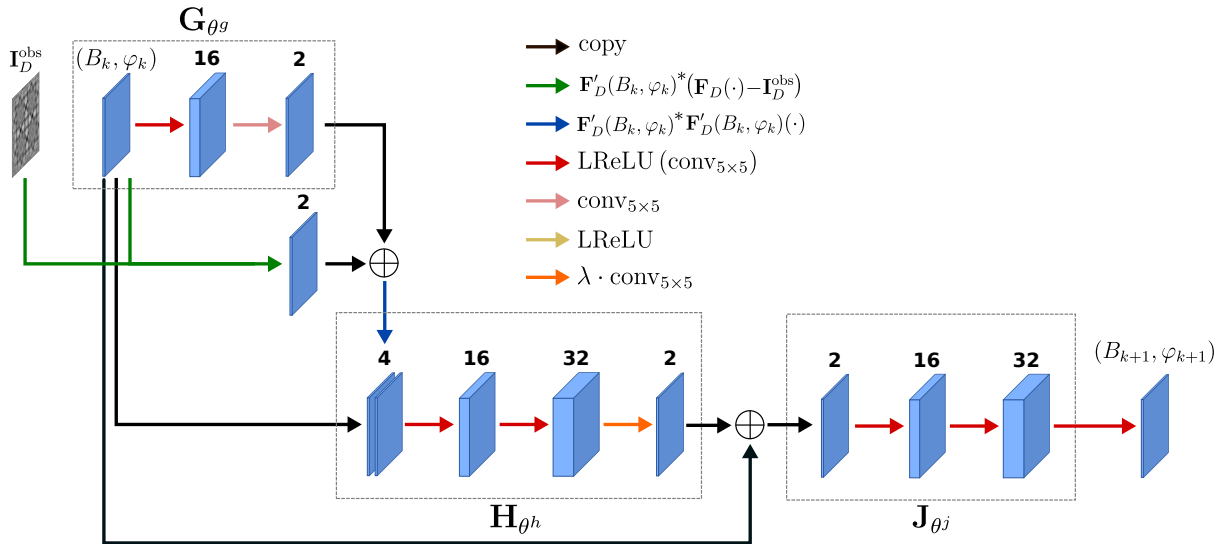 G_{θ^g}
I_D^{obs}
(B_k, φ_k)
16
2
copy
F′_D(B_k, φ_k)*(F_D(·)−I_D^{obs})
F′_D(B_k, φ_k)*F′_D(B_k, φ_k)(·)
LReLU (conv_{5×5})
conv_{5×5}
LReLU
λ · conv_{5×5}
2
4
16
32
2
2
16
32
(B_{k+1}, φ_{k+1})
H_{θ^h}
J_{θ^j}